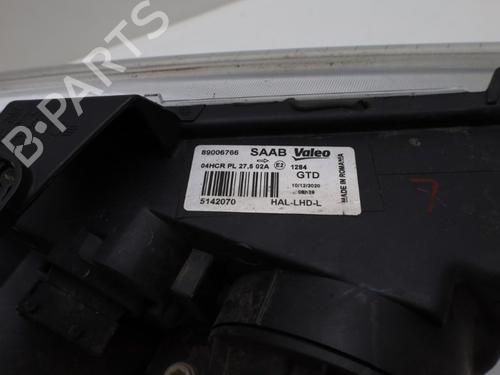 B-PARTS
89006766 SAAB Valeo
04HCR PL 27,5 02A E2 1284
GTD
10/12/2020
08h39
5142070 HAL-LHD-L
MADE IN ROMANIA